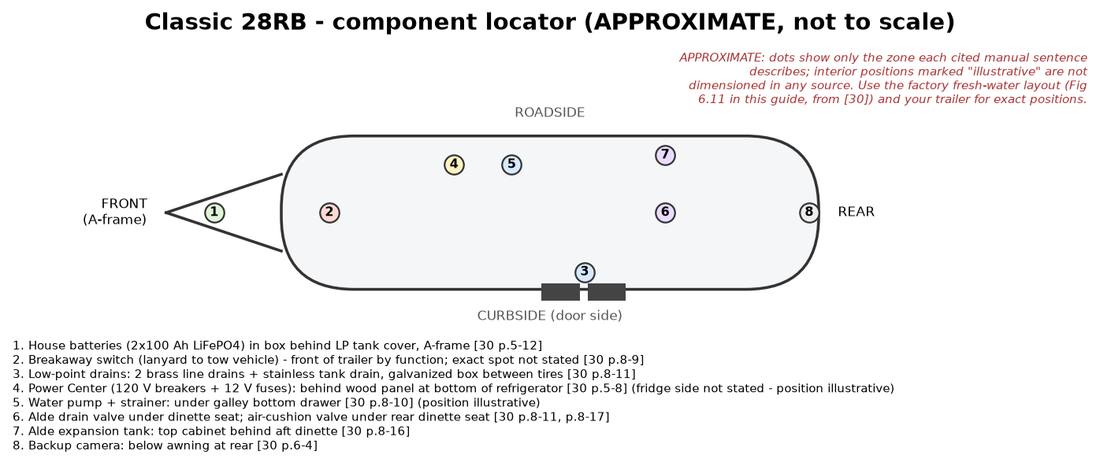 Classic 28RB - component locator (APPROXIMATE, not to scale)
APPROXIMATE: dots show only the zone each cited manual sentence
describes; interior positions marked "illustrative" are not
dimensioned in any source. Use the factory fresh-water layout (Fig
6.11 in this guide, from [30]) and your trailer for exact positions.
ROADSIDE
7
4
5
FRONT
(A-frame)
1
2
6
8
REAR
3
CURBSIDE (door side)
1. House batteries (2x100 Ah LiFePO4) in box behind LP tank cover, A-frame [30 p.5-12]
2. Breakaway switch (lanyard to tow vehicle) - front of trailer by function; exact spot not stated [30 p.8-9]
3. Low-point drains: 2 brass line drains + stainless tank drain, galvanized box between tires [30 p.8-11]
4. Power Center (120 V breakers + 12 V fuses): behind wood panel at bottom of refrigerator [30 p.5-8] (fridge side not stated - position illustrative)
5. Water pump + strainer: under galley bottom drawer [30 p.8-10] (position illustrative)
6. Alde drain valve under dinette seat; air-cushion valve under rear dinette seat [30 p.8-11, p.8-17]
7. Alde expansion tank: top cabinet behind aft dinette [30 p.8-16]
8. Backup camera: below awning at rear [30 p.6-4]